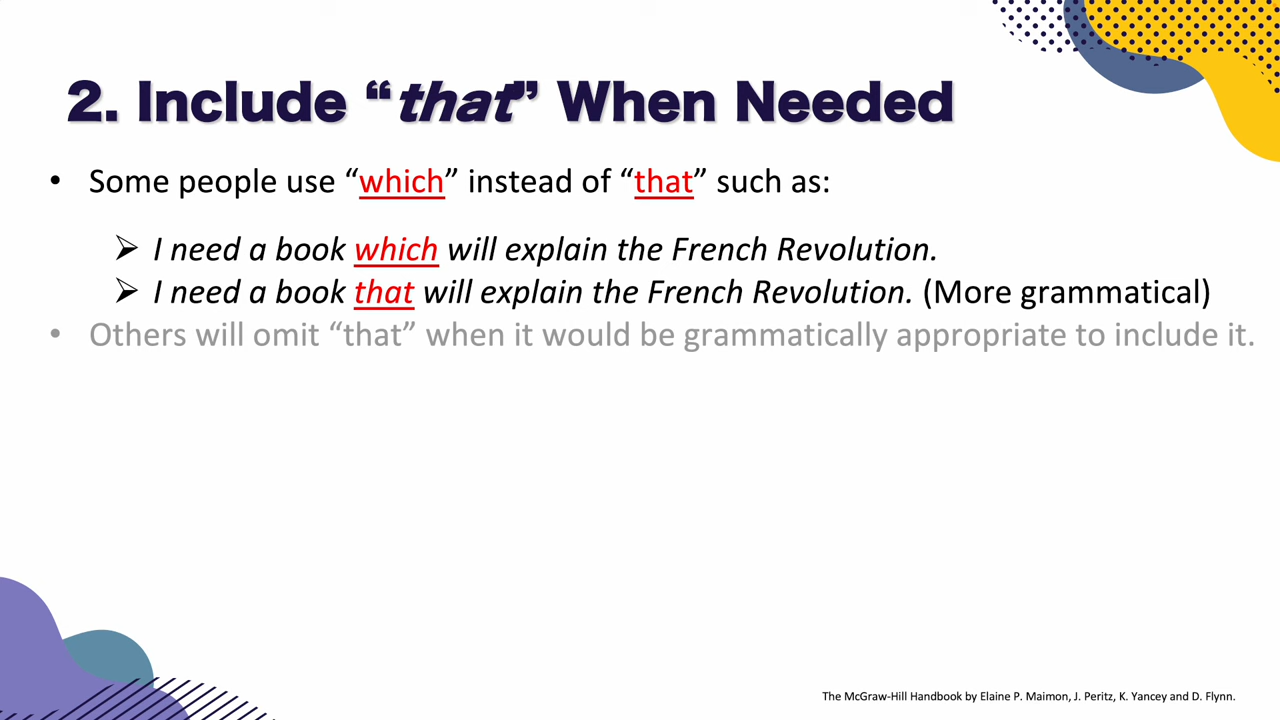 2. Include “that” When Needed
• Some people use “which” instead of “that” such as:
➢ I need a book which will explain the French Revolution.
➢ I need a book that will explain the French Revolution. (More grammatical)
• Others will omit “that” when it would be grammatically appropriate to include it.
The McGraw-Hill Handbook by Elaine P. Maimon, J. Peritz, K. Yancey and D. Flynn.